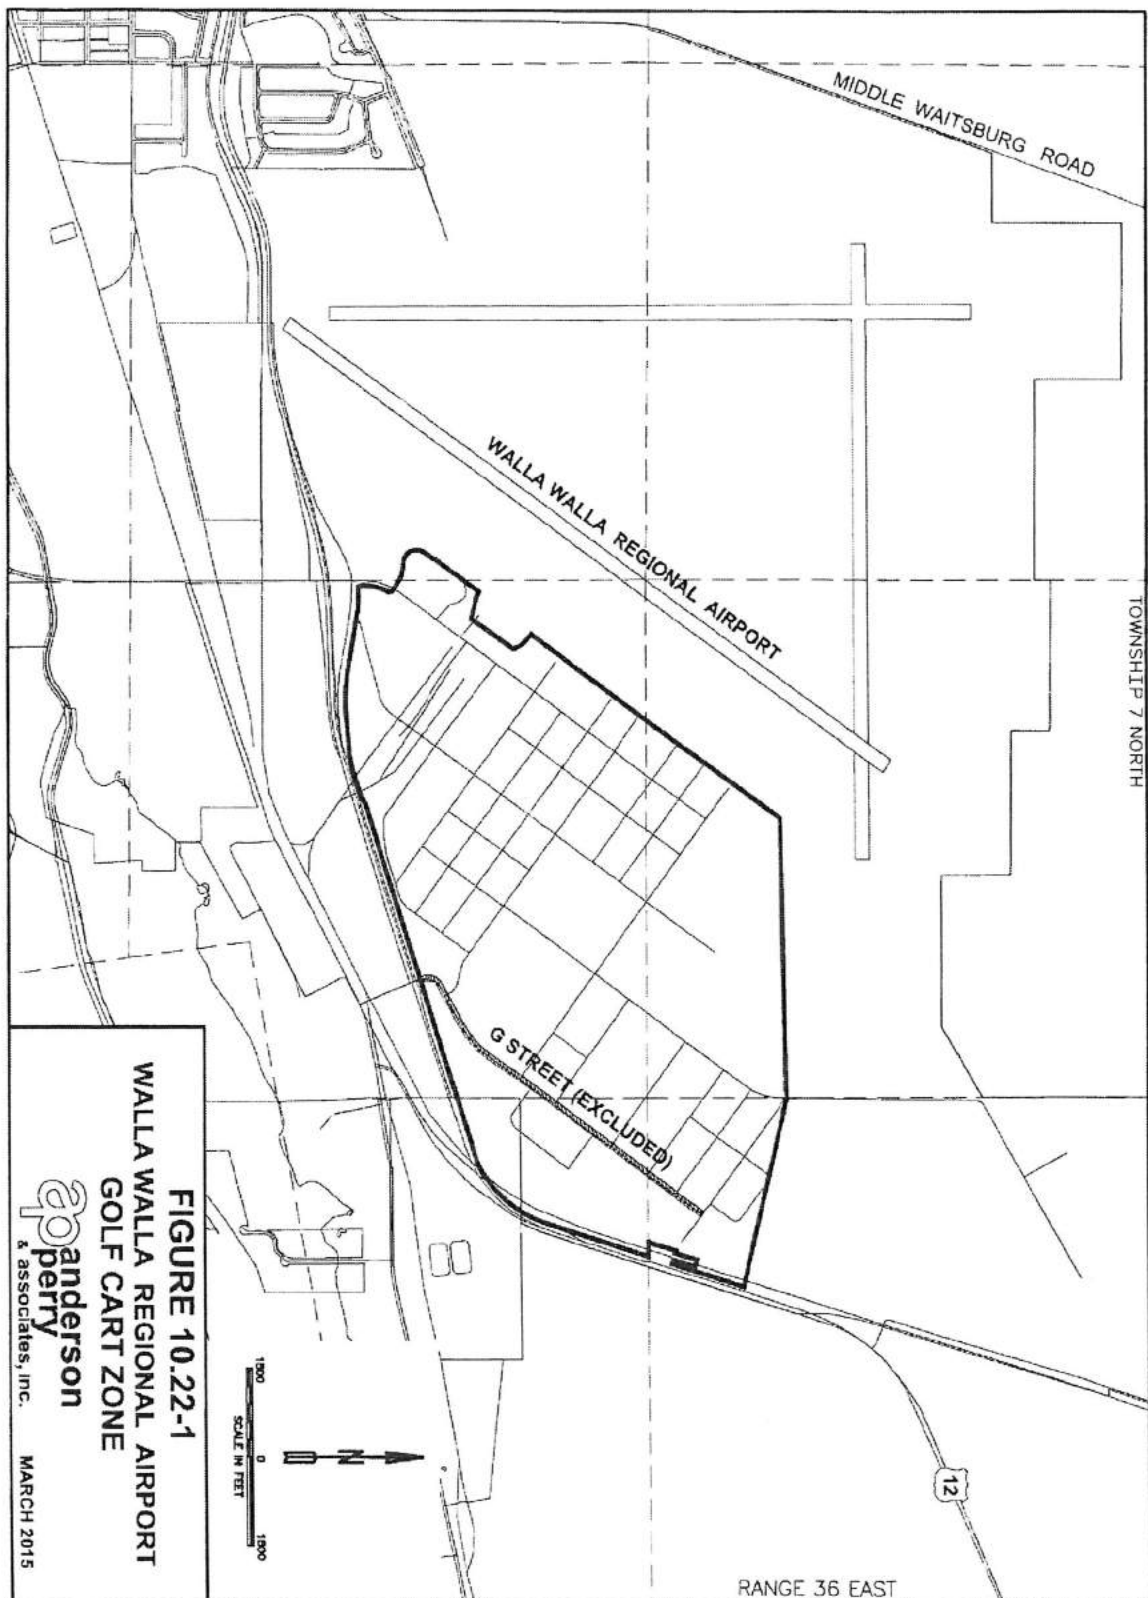 MIDDLE WAITSBURG ROAD
WALLA WALLA REGIONAL AIRPORT
TOWNSHIP 7 NORTH
G STREET (EXCLUDED)
12
RANGE 36 EAST
1500 0 1500
SCALE IN FEET
N
FIGURE 10.22-1
WALLA WALLA REGIONAL AIRPORT
GOLF CART ZONE
ap anderson
perry
& associates, inc.
MARCH 2015